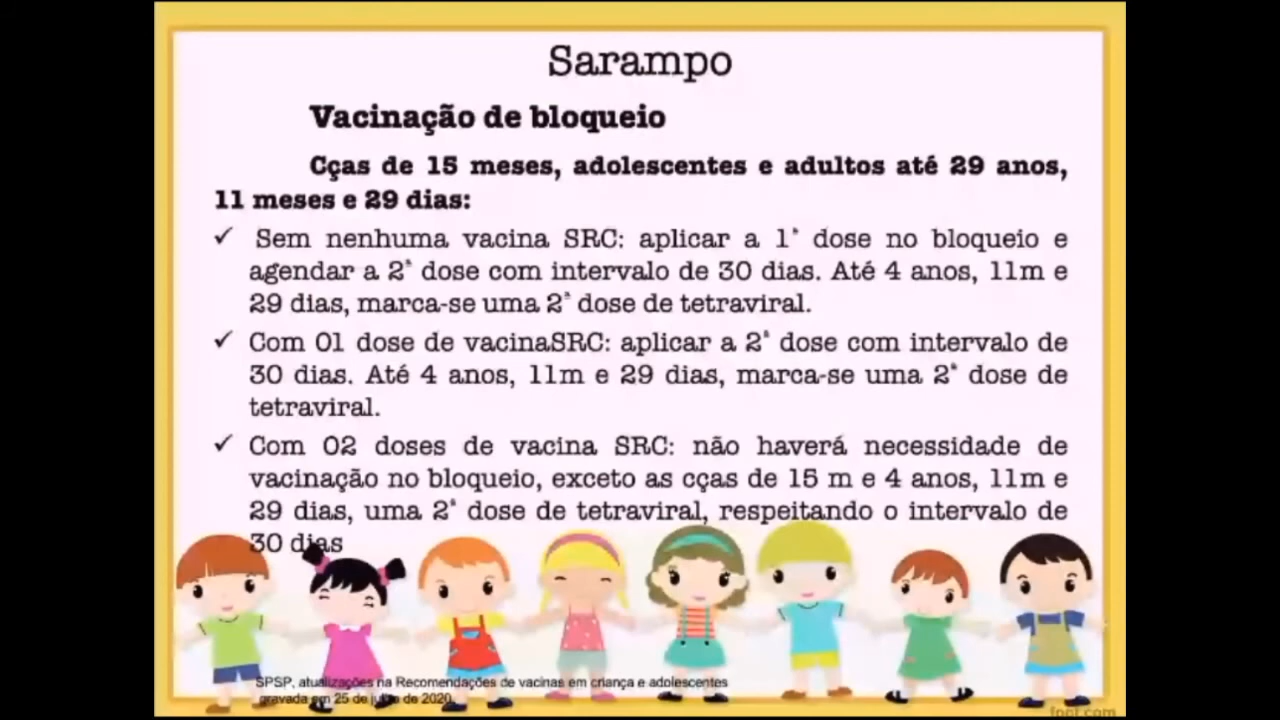 Sarampo
Vacinação de bloqueio
Cças de 15 meses, adolescentes e adultos até 29 anos,
11 meses e 29 dias:
✓ Sem nenhuma vacina SRC: aplicar a 1ª dose no bloqueio e
agendar a 2ª dose com intervalo de 30 dias. Até 4 anos, 11m e
29 dias, marca-se uma 2ª dose de tetraviral.
✓ Com 01 dose de vacinaSRC: aplicar a 2ª dose com intervalo de
30 dias. Até 4 anos, 11m e 29 dias, marca-se uma 2ª dose de
tetraviral.
✓ Com 02 doses de vacina SRC: não haverá necessidade de
vacinação no bloqueio, exceto as cças de 15 m e 4 anos, 11m e
29 dias, uma 2ª dose de tetraviral, respeitando o intervalo de
30 dias
SPSP, atualizações na Recomendações de vacinas em criança e adolescentes
gravada em 25 de julho de 2020.